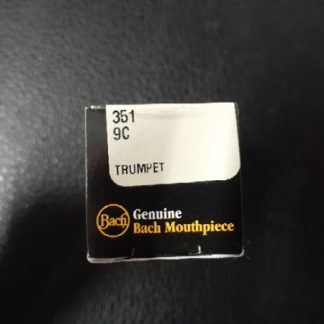 351
9C
TRUMPET
Bach
Genuine
Bach Mouthpiece